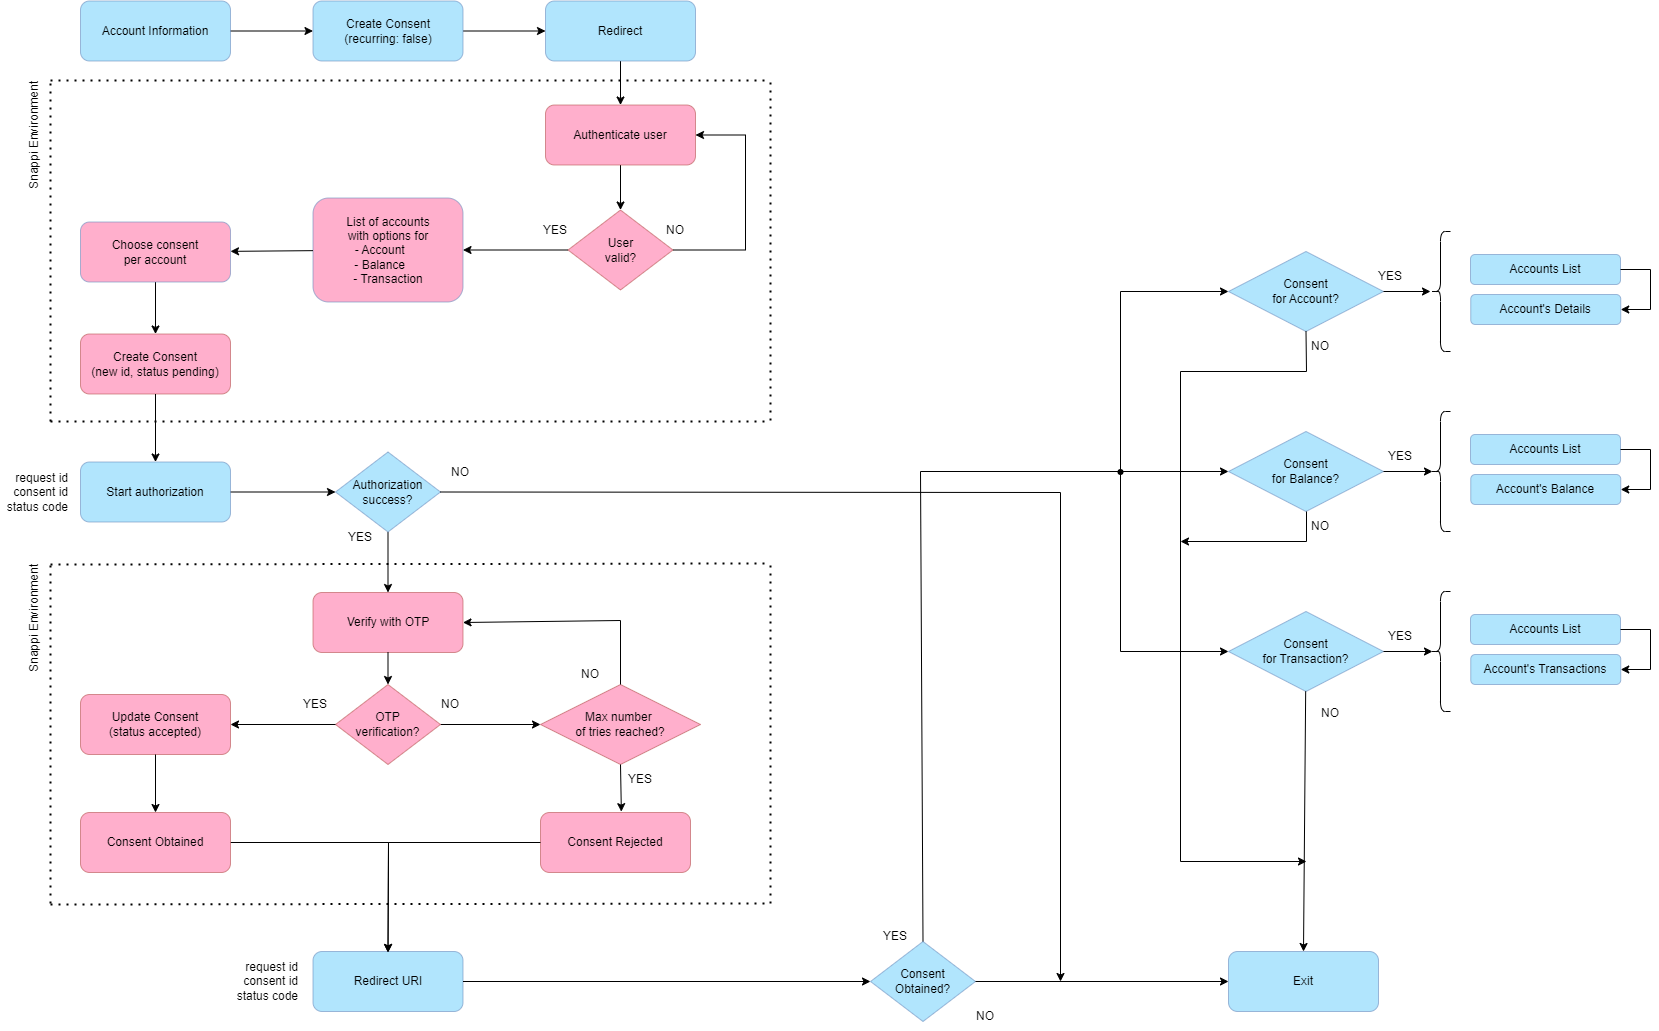 Account Information
Create Consent
(recurring: false)
Redirect
Snappi Environment
Authenticate user
User
valid?
YES
NO
List of accounts
with options for
- Account
- Balance
- Transaction
Choose consent
per account
Create Consent
(new id, status pending)
request id
consent id
status code
Start authorization
Authorization
success?
NO
YES
Snappi Environment
Verify with OTP
OTP
verification?
YES
NO
Max number
of tries reached?
NO
YES
Update Consent
(status accepted)
Consent Obtained
Consent Rejected
request id
consent id
status code
Redirect URI
Consent
Obtained?
YES
NO
Exit
Consent
for Account?
YES
NO
Accounts List
Account's Details
Consent
for Balance?
YES
NO
Accounts List
Account's Balance
Consent
for Transaction?
YES
NO
Accounts List
Account's Transactions